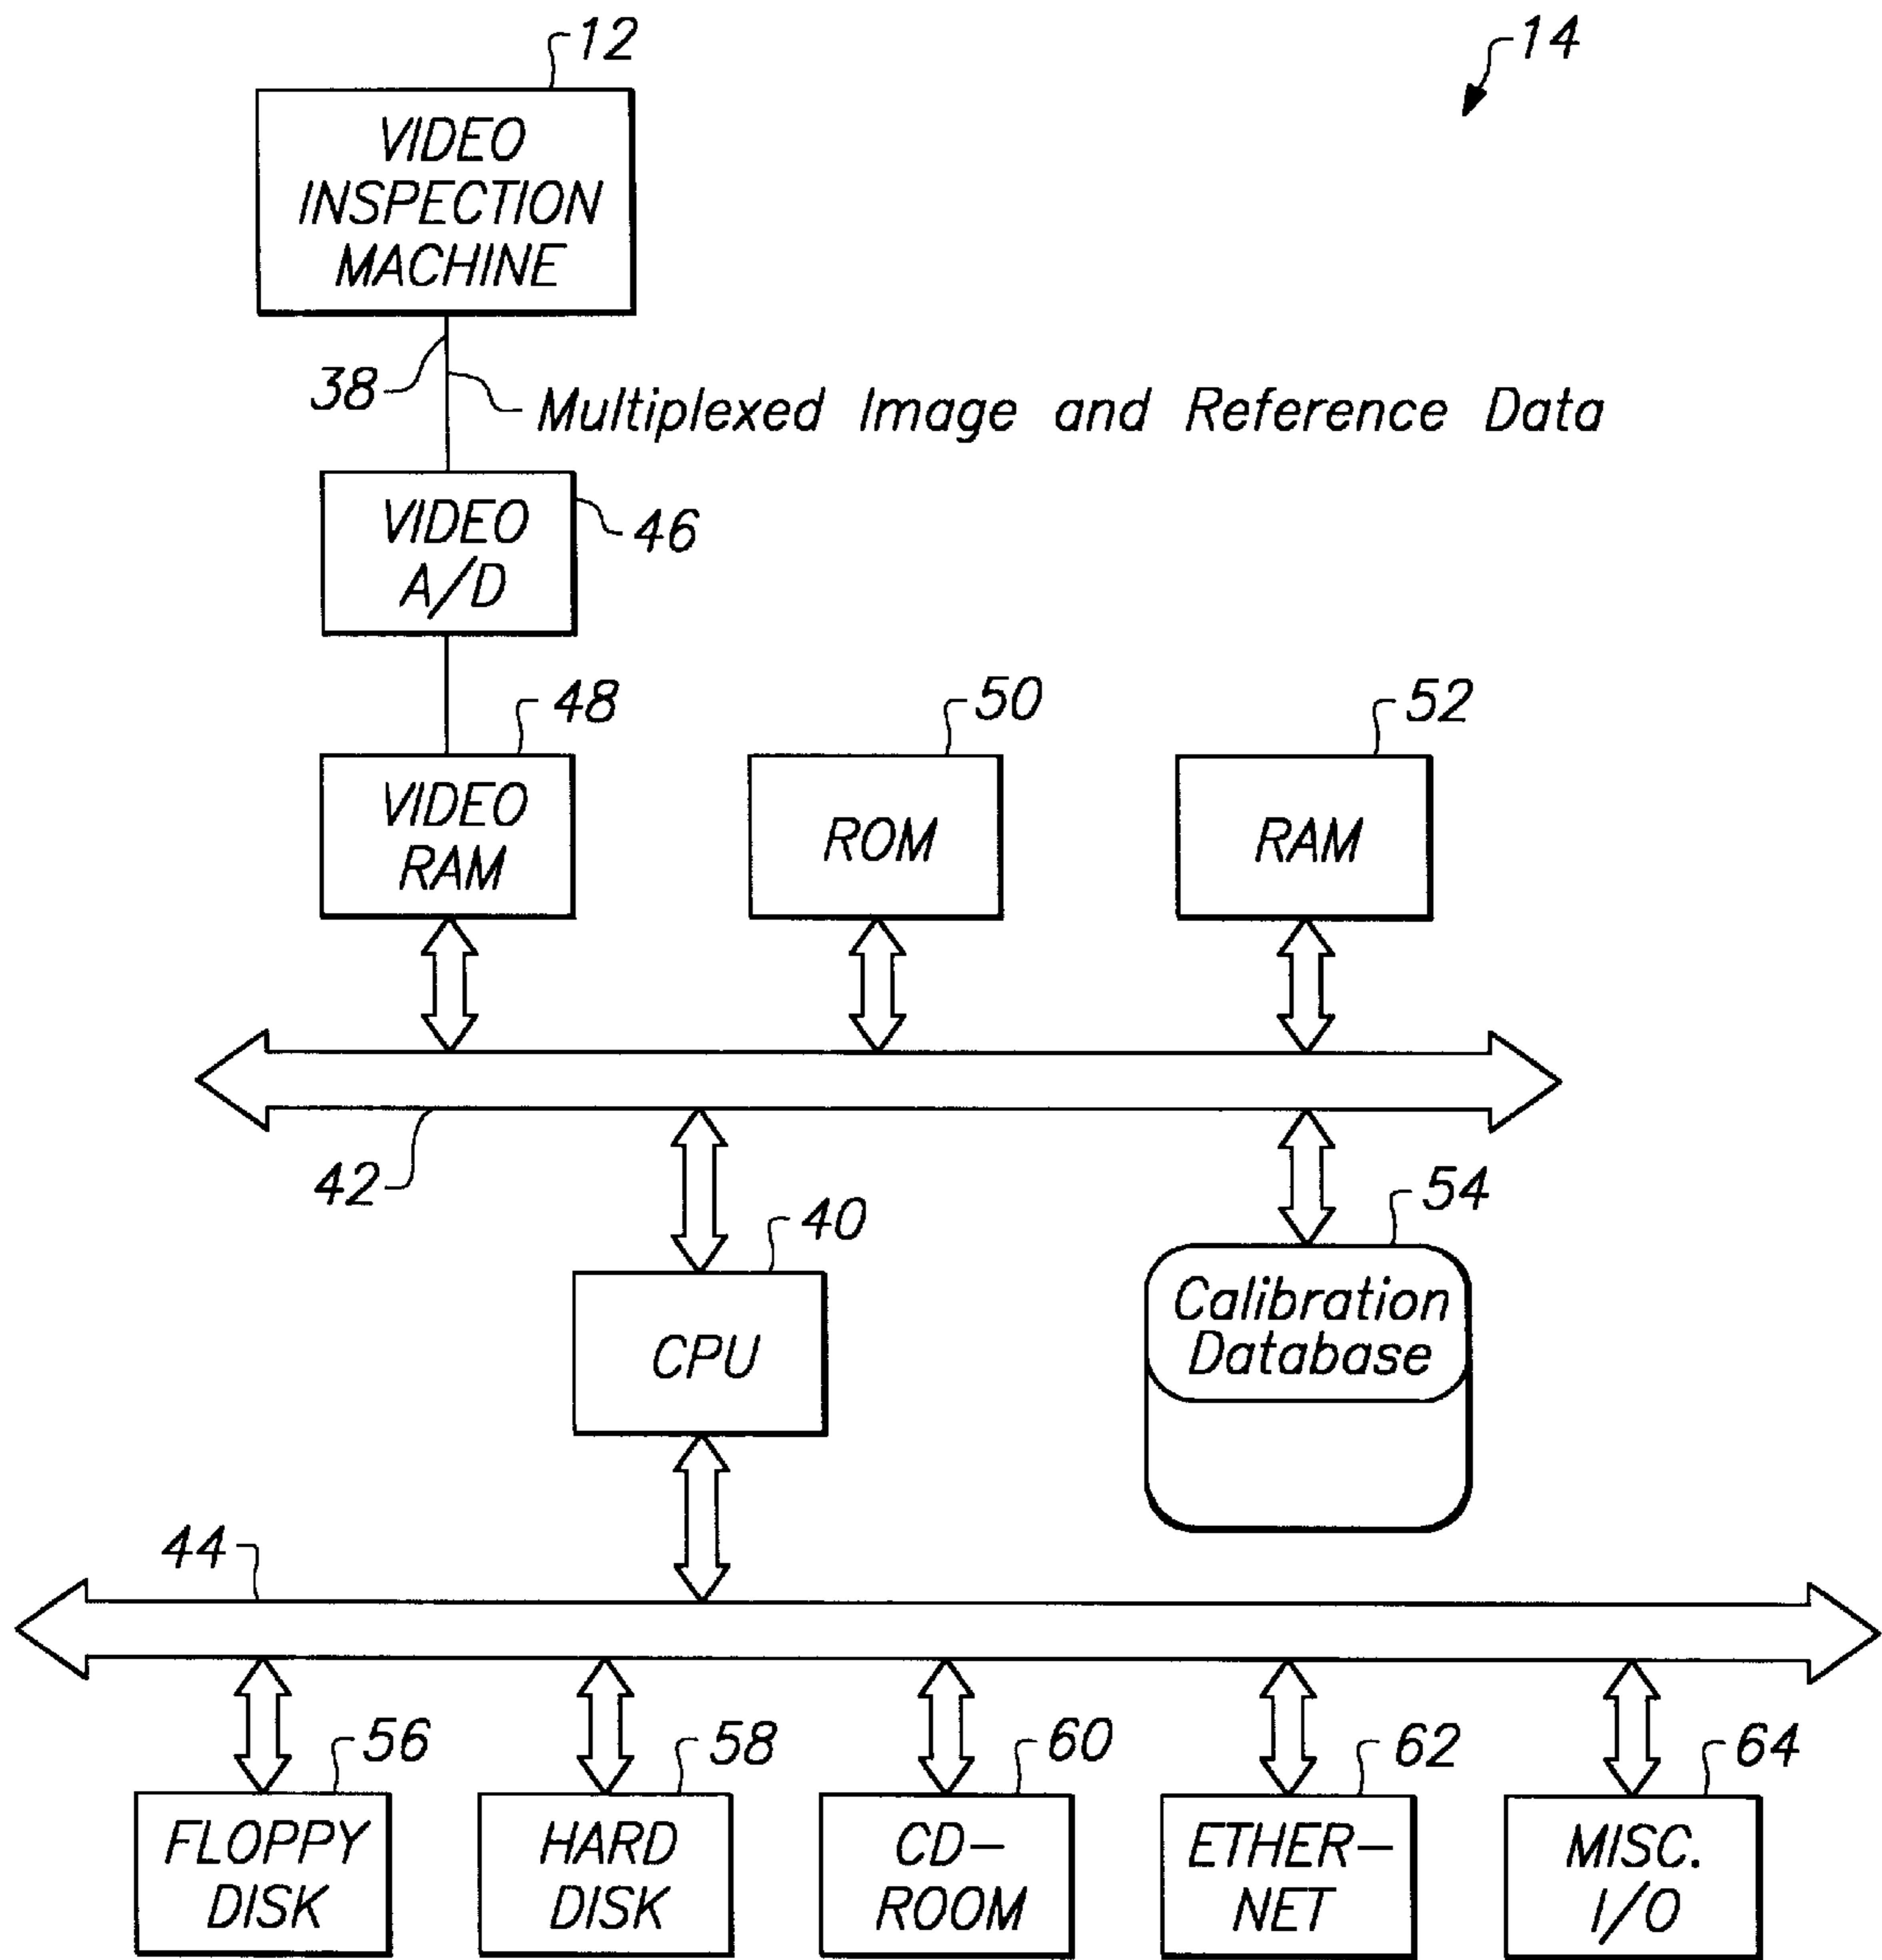 12
14
VIDEO
INSPECTION
MACHINE
38
Multiplexed Image and Reference Data
VIDEO
A/D
46
48
50
52
VIDEO
RAM
ROM
RAM
42
40
54
CPU
Calibration
Database
44
56
58
60
62
64
FLOPPY
DISK
HARD
DISK
CD-
ROOM
ETHER-
NET
MISC.
I/O